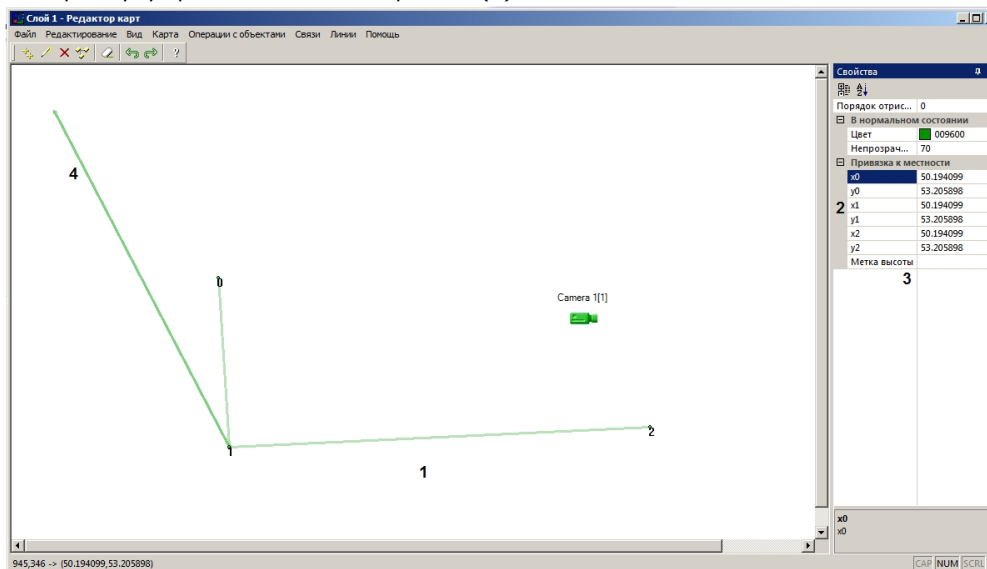 Слой 1 - Редактор карт
Файл Редактирование Вид Карта Операции с объектами Связи Линии Помощь
?
Свойства
Порядок отрис... 0
В нормальном состоянии
Цвет 009600
Непрозрач... 70
Привязка к местности
x0 50.194099
y0 53.205898
x1 50.194099
y1 53.205898
x2 50.194099
y2 53.205898
Метка высоты
2
3
4
0
Camera 1[1]
1
2
1
x0
x0
945,346 -> (50.194099,53.205898)
CAP NUM SCRL